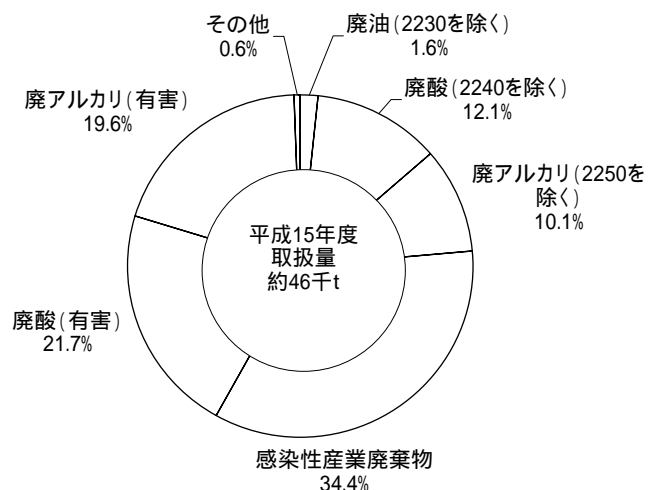 その他
0.6%
廃油(2230を除く)
1.6%
廃酸(2240を除く)
12.1%
廃アルカリ(2250を
除く)
10.1%
感染性産業廃棄物
34.4%
廃酸(有害)
21.7%
廃アルカリ(有害)
19.6%
平成15年度
取扱量
約46千t